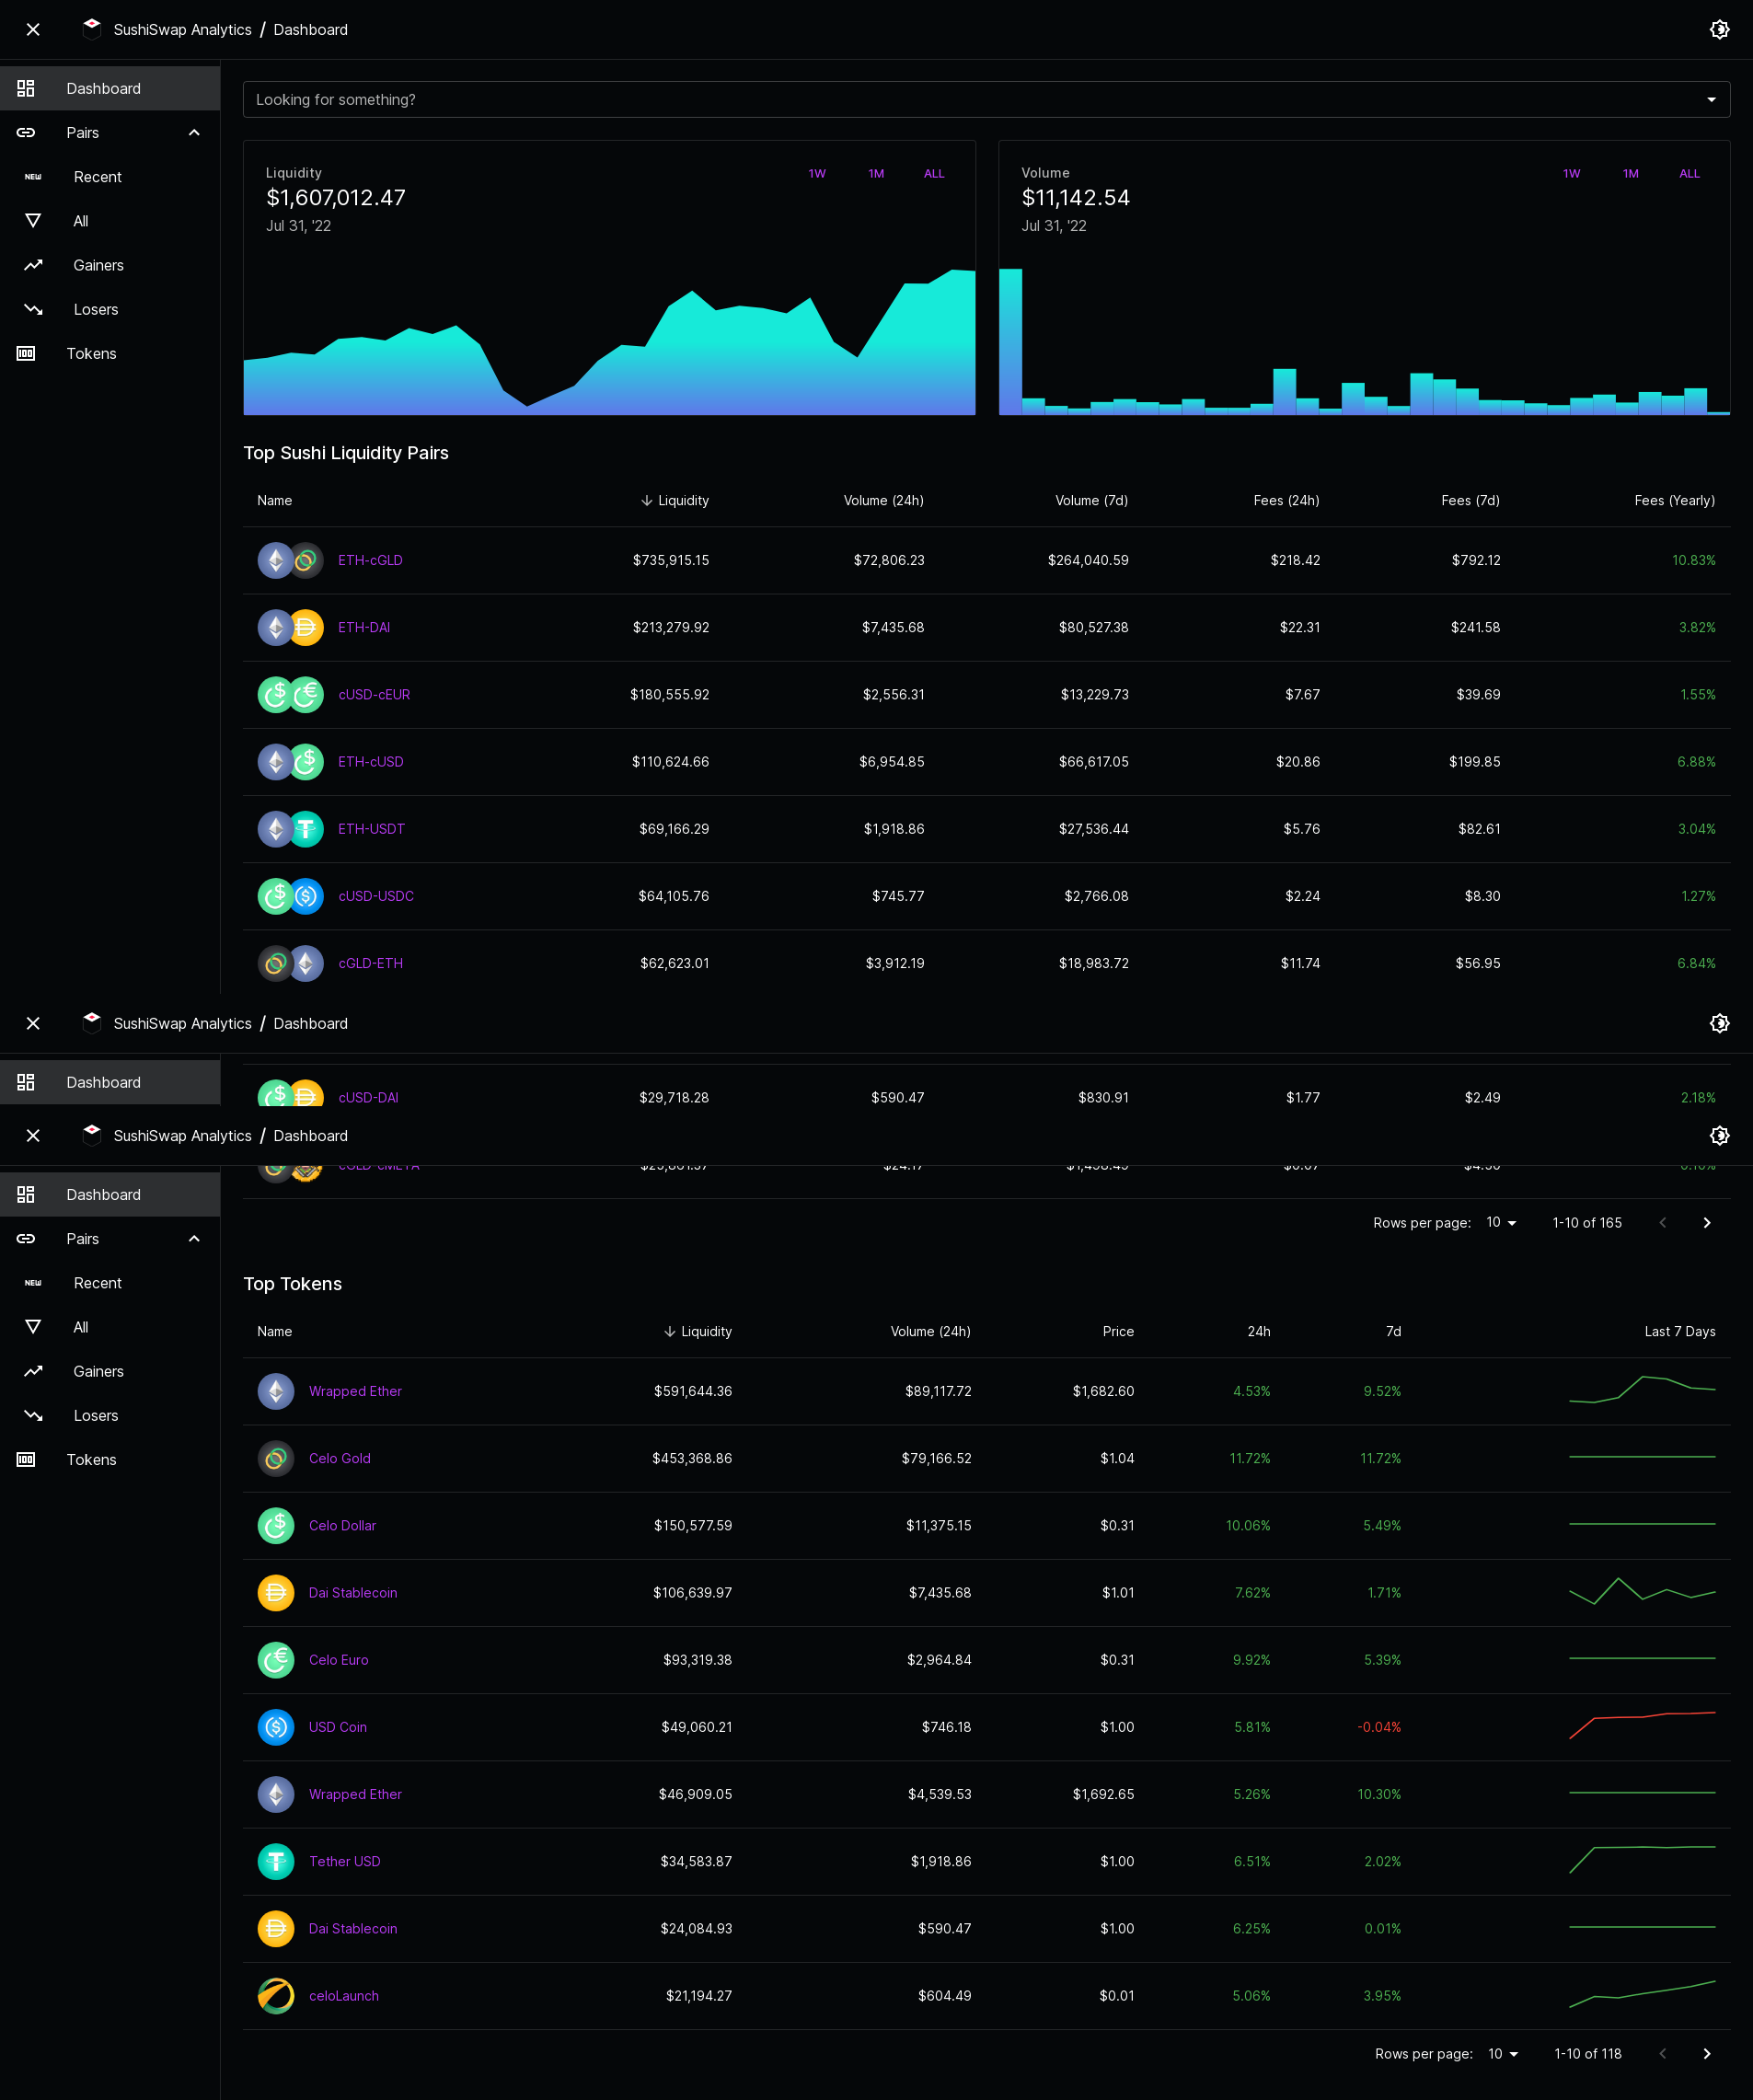 SushiSwap Analytics / Dashboard
Dashboard
Pairs
NEW Recent
All
Gainers
Losers
Tokens
Looking for something?
Liquidity 1W 1M ALL
$1,607,012.47
Jul 31, '22
Volume 1W 1M ALL
$11,142.54
Jul 31, '22
Top Sushi Liquidity Pairs
Name Liquidity Volume (24h) Volume (7d) Fees (24h) Fees (7d) Fees (Yearly)
ETH-cGLD $735,915.15 $72,806.23 $264,040.59 $218.42 $792.12 10.83%
ETH-DAI $213,279.92 $7,435.68 $80,527.38 $22.31 $241.58 3.82%
cUSD-cEUR $180,555.92 $2,556.31 $13,229.73 $7.67 $39.69 1.55%
ETH-cUSD $110,624.66 $6,954.85 $66,617.05 $20.86 $199.85 6.88%
ETH-USDT $69,166.29 $1,918.86 $27,536.44 $5.76 $82.61 3.04%
cUSD-USDC $64,105.76 $745.77 $2,766.08 $2.24 $8.30 1.27%
cGLD-ETH $62,623.01 $3,912.19 $18,983.72 $11.74 $56.95 6.84%
SushiSwap Analytics / Dashboard
Dashboard
cUSD-DAI $29,718.28 $590.47 $830.91 $1.77 $2.49 2.18%
SushiSwap Analytics / Dashboard
Dashboard
Pairs
NEW Recent
All
Gainers
Losers
Tokens
Rows per page: 10 1-10 of 165
Top Tokens
Name Liquidity Volume (24h) Price 24h 7d Last 7 Days
Wrapped Ether $591,644.36 $89,117.72 $1,682.60 4.53% 9.52%
Celo Gold $453,368.86 $79,166.52 $1.04 11.72% 11.72%
Celo Dollar $150,577.59 $11,375.15 $0.31 10.06% 5.49%
Dai Stablecoin $106,639.97 $7,435.68 $1.01 7.62% 1.71%
Celo Euro $93,319.38 $2,964.84 $0.31 9.92% 5.39%
USD Coin $49,060.21 $746.18 $1.00 5.81% -0.04%
Wrapped Ether $46,909.05 $4,539.53 $1,692.65 5.26% 10.30%
Tether USD $34,583.87 $1,918.86 $1.00 6.51% 2.02%
Dai Stablecoin $24,084.93 $590.47 $1.00 6.25% 0.01%
celoLaunch $21,194.27 $604.49 $0.01 5.06% 3.95%
Rows per page: 10 1-10 of 118